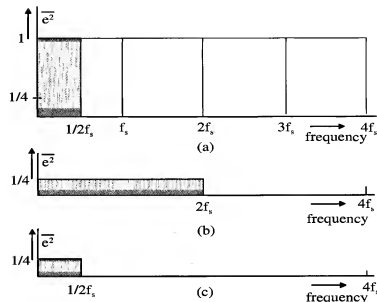 e²
1
1/4
1/2fₛ fₛ 2fₛ 3fₛ 4fₛ
frequency
(a)
e²
1/4
2fₛ 4fₛ
frequency
(b)
e²
1/4
frequency
1/2fₛ (c) 4fₛ